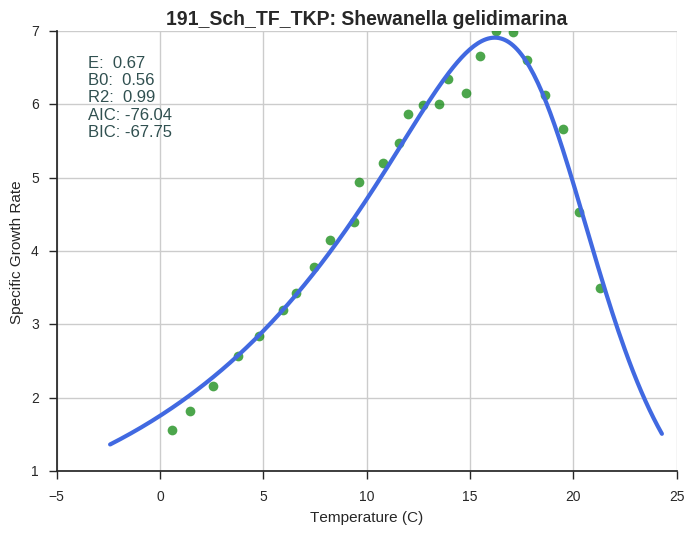 191_Sch_TF_TKP: Shewanella gelidimarina
E:  0.67
B0:  0.56
R2:  0.99
AIC: -76.04
BIC: -67.75
7
6
5
4
3
2
1
Specific Growth Rate
−5
0
5
10
15
20
25
Temperature (C)